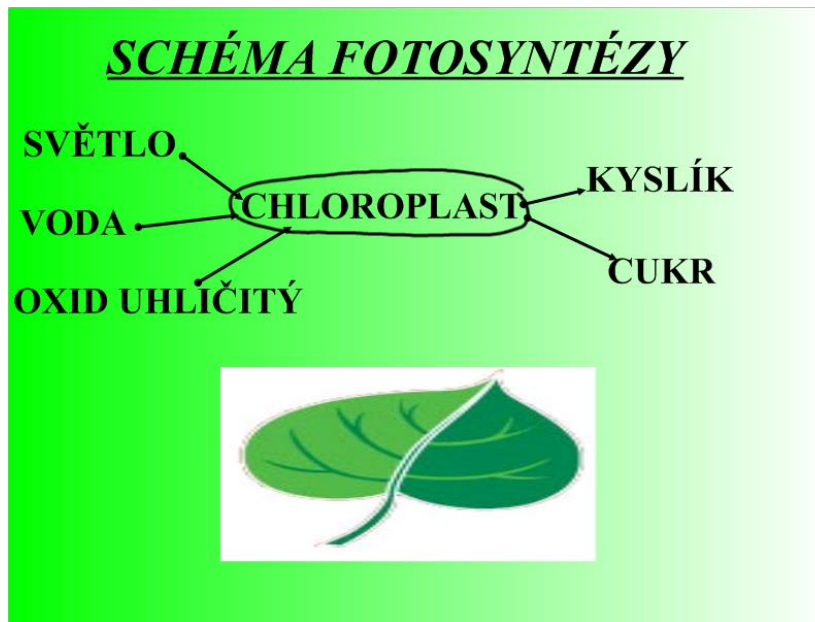 SCHÉMA FOTOSYNTÉZY
SVĚTLO
VODA
OXID UHLIČITÝ
CHLOROPLAST
KYSLÍK
CUKR